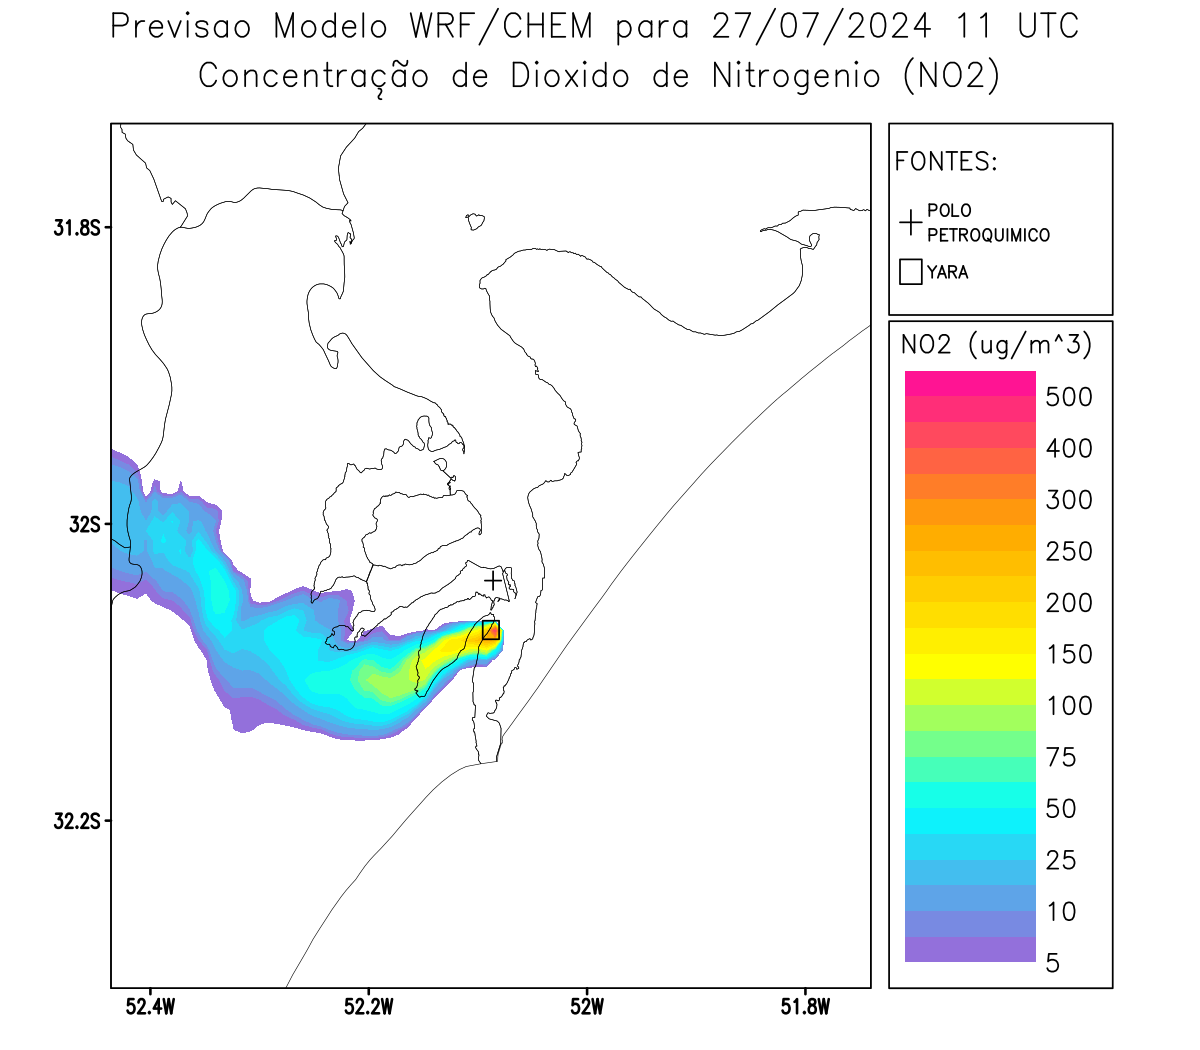 Previsao Modelo WRF/CHEM para 27/07/2024 11 UTC
Concentração de Dioxido de Nitrogenio (NO2)
FONTES:
POLO
PETROQUIMICO
YARA
31.8S
32S
32.2S
52.4W
52.2W
52W
51.8W
NO2 (ug/m^3)
500
400
300
250
200
150
100
75
50
25
10
5